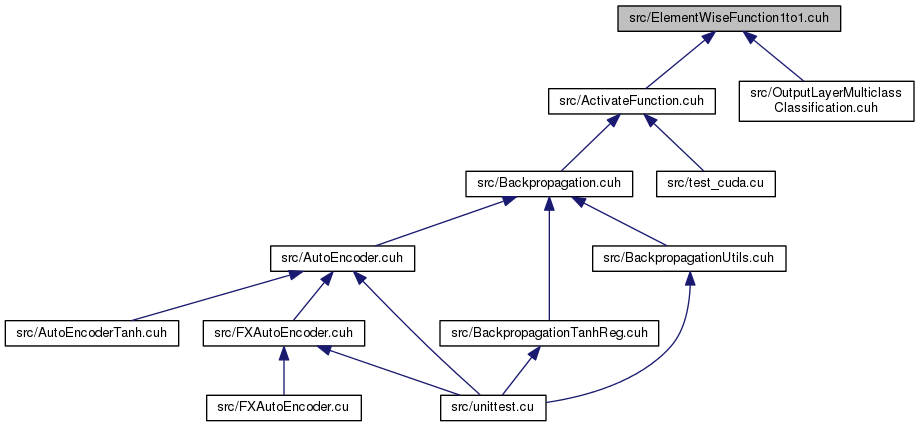 src/ElementWiseFunction1to1.cuh
src/ActivateFunction.cuh
src/OutputLayerMulticlass
Classification.cuh
src/Backpropagation.cuh
src/test_cuda.cu
src/AutoEncoder.cuh
src/BackpropagationUtils.cuh
src/AutoEncoderTanh.cuh
src/FXAutoEncoder.cuh
src/BackpropagationTanhReg.cuh
src/FXAutoEncoder.cu
src/unittest.cu